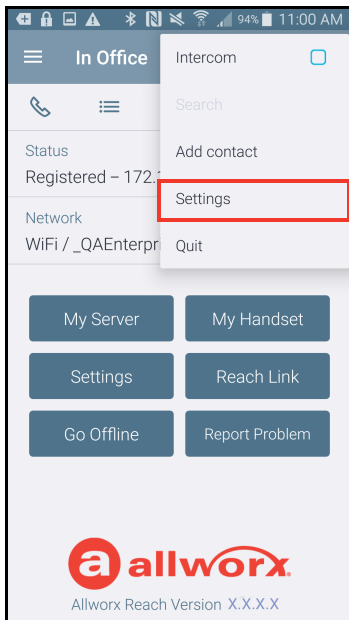 94% 11:00 AM
In Office
Intercom
Search
Add contact
Settings
Quit
Status
Registered – 172.
Network
WiFi / _QAEnterpr
My Server
My Handset
Settings
Reach Link
Go Offline
Report Problem
a allworx
Allworx Reach Version X.X.X.X